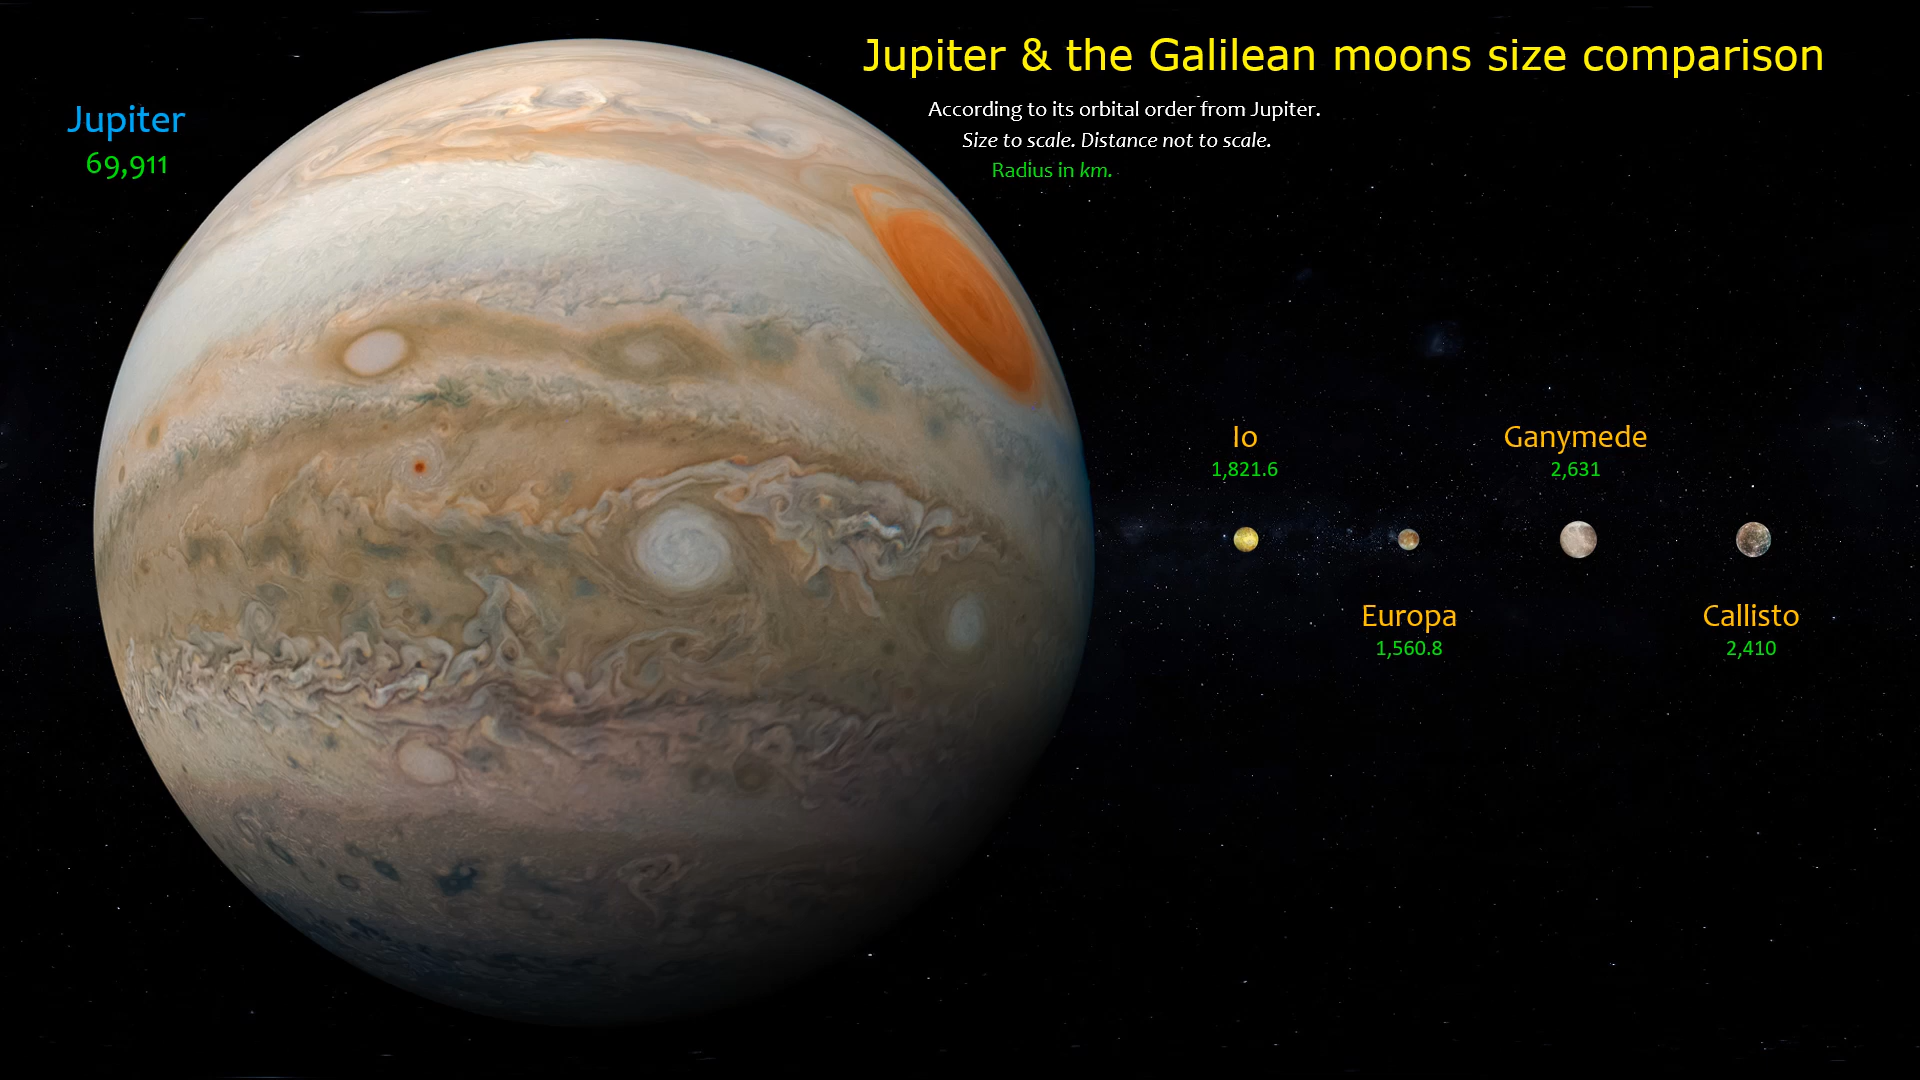 Jupiter & the Galilean moons size comparison
According to its orbital order from Jupiter.
Size to scale. Distance not to scale.
Radius in km.
Jupiter
69,911
Io
1,821.6
Europa
1,560.8
Ganymede
2,631
Callisto
2,410